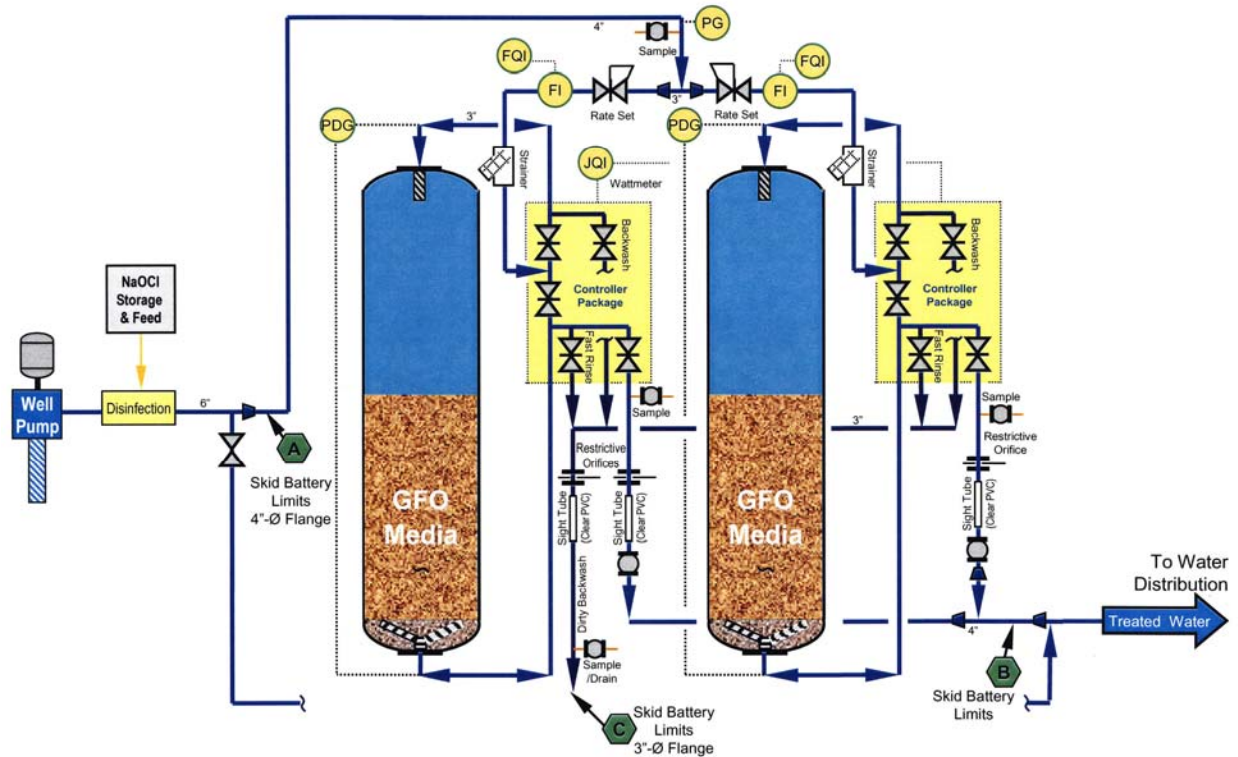 4"
PG
Sample
FQI
FQI
FI
FI
3"
Rate Set
Rate Set
PDG
3"
PDG
Strainer
JQI
Wattmeter
Strainer
Backwash
Backwash
NaOCl
Storage
& Feed
Controller
Package
Controller
Package
Fast Rinse
Fast Rinse
Well
Pump
Disinfection
6"
Sample
Sample
3"
A
Restrictive
Orifices
Restrictive
Orifice
Skid Battery
Limits
4"-Ø Flange
GFO
Media
GFO
Media
Sight Tube
(Clear PVC)
Sight Tube
(Clear PVC)
Sight Tube
(Clear PVC)
To Water
Distribution
Dirty Backwash
Treated Water
4"
Sample
/Drain
B
Skid Battery
Limits
C
Skid Battery
Limits
3"-Ø Flange